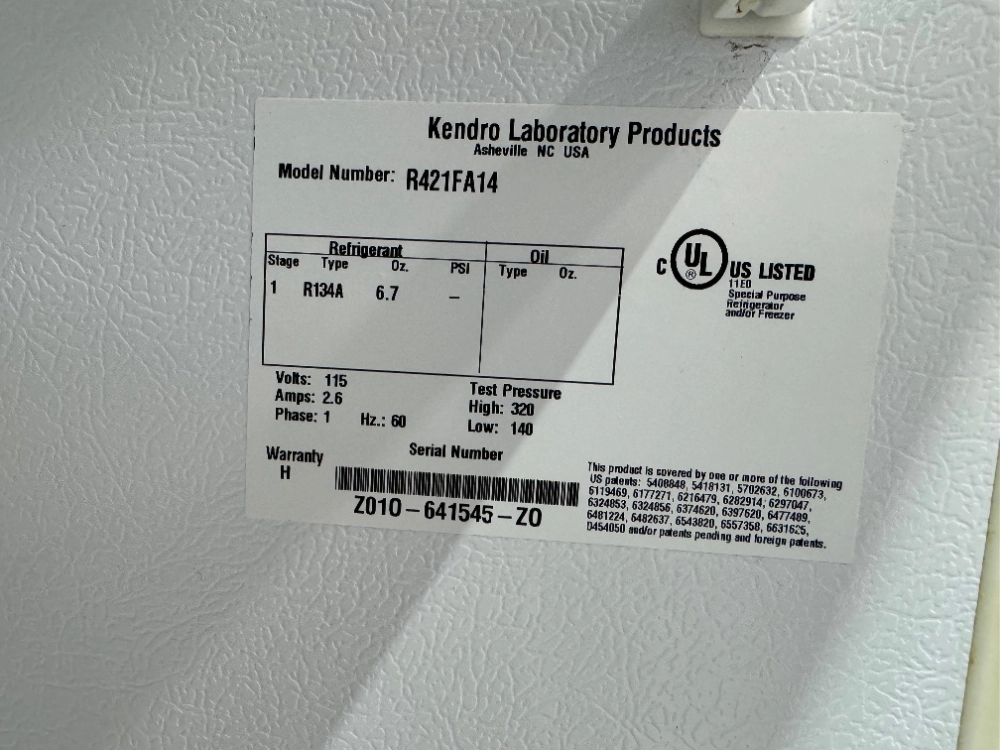 Kendro Laboratory Products
Asheville NC USA
Model Number: R421FA14
Refrigerant Oil
Stage Type Oz. PSI Type Oz.
1 R134A 6.7 –
C UL ® US LISTED
11E0
Special Purpose
Refrigerator
and/or Freezer
Volts: 115
Amps: 2.6
Phase: 1 Hz.: 60
Test Pressure
High: 320
Low: 140
Warranty
H
Serial Number
Z010-641545-Z0
This product is covered by one or more of the following
US patents: 5408848, 5418131, 5702632, 6100673,
6119469, 6177271, 6216479, 6282914, 6297047,
6324853, 6324856, 6374620, 6397620, 6477489,
6481224, 6482637, 6543820, 6557358, 6631625,
D454050 and/or patents pending and foreign patents.